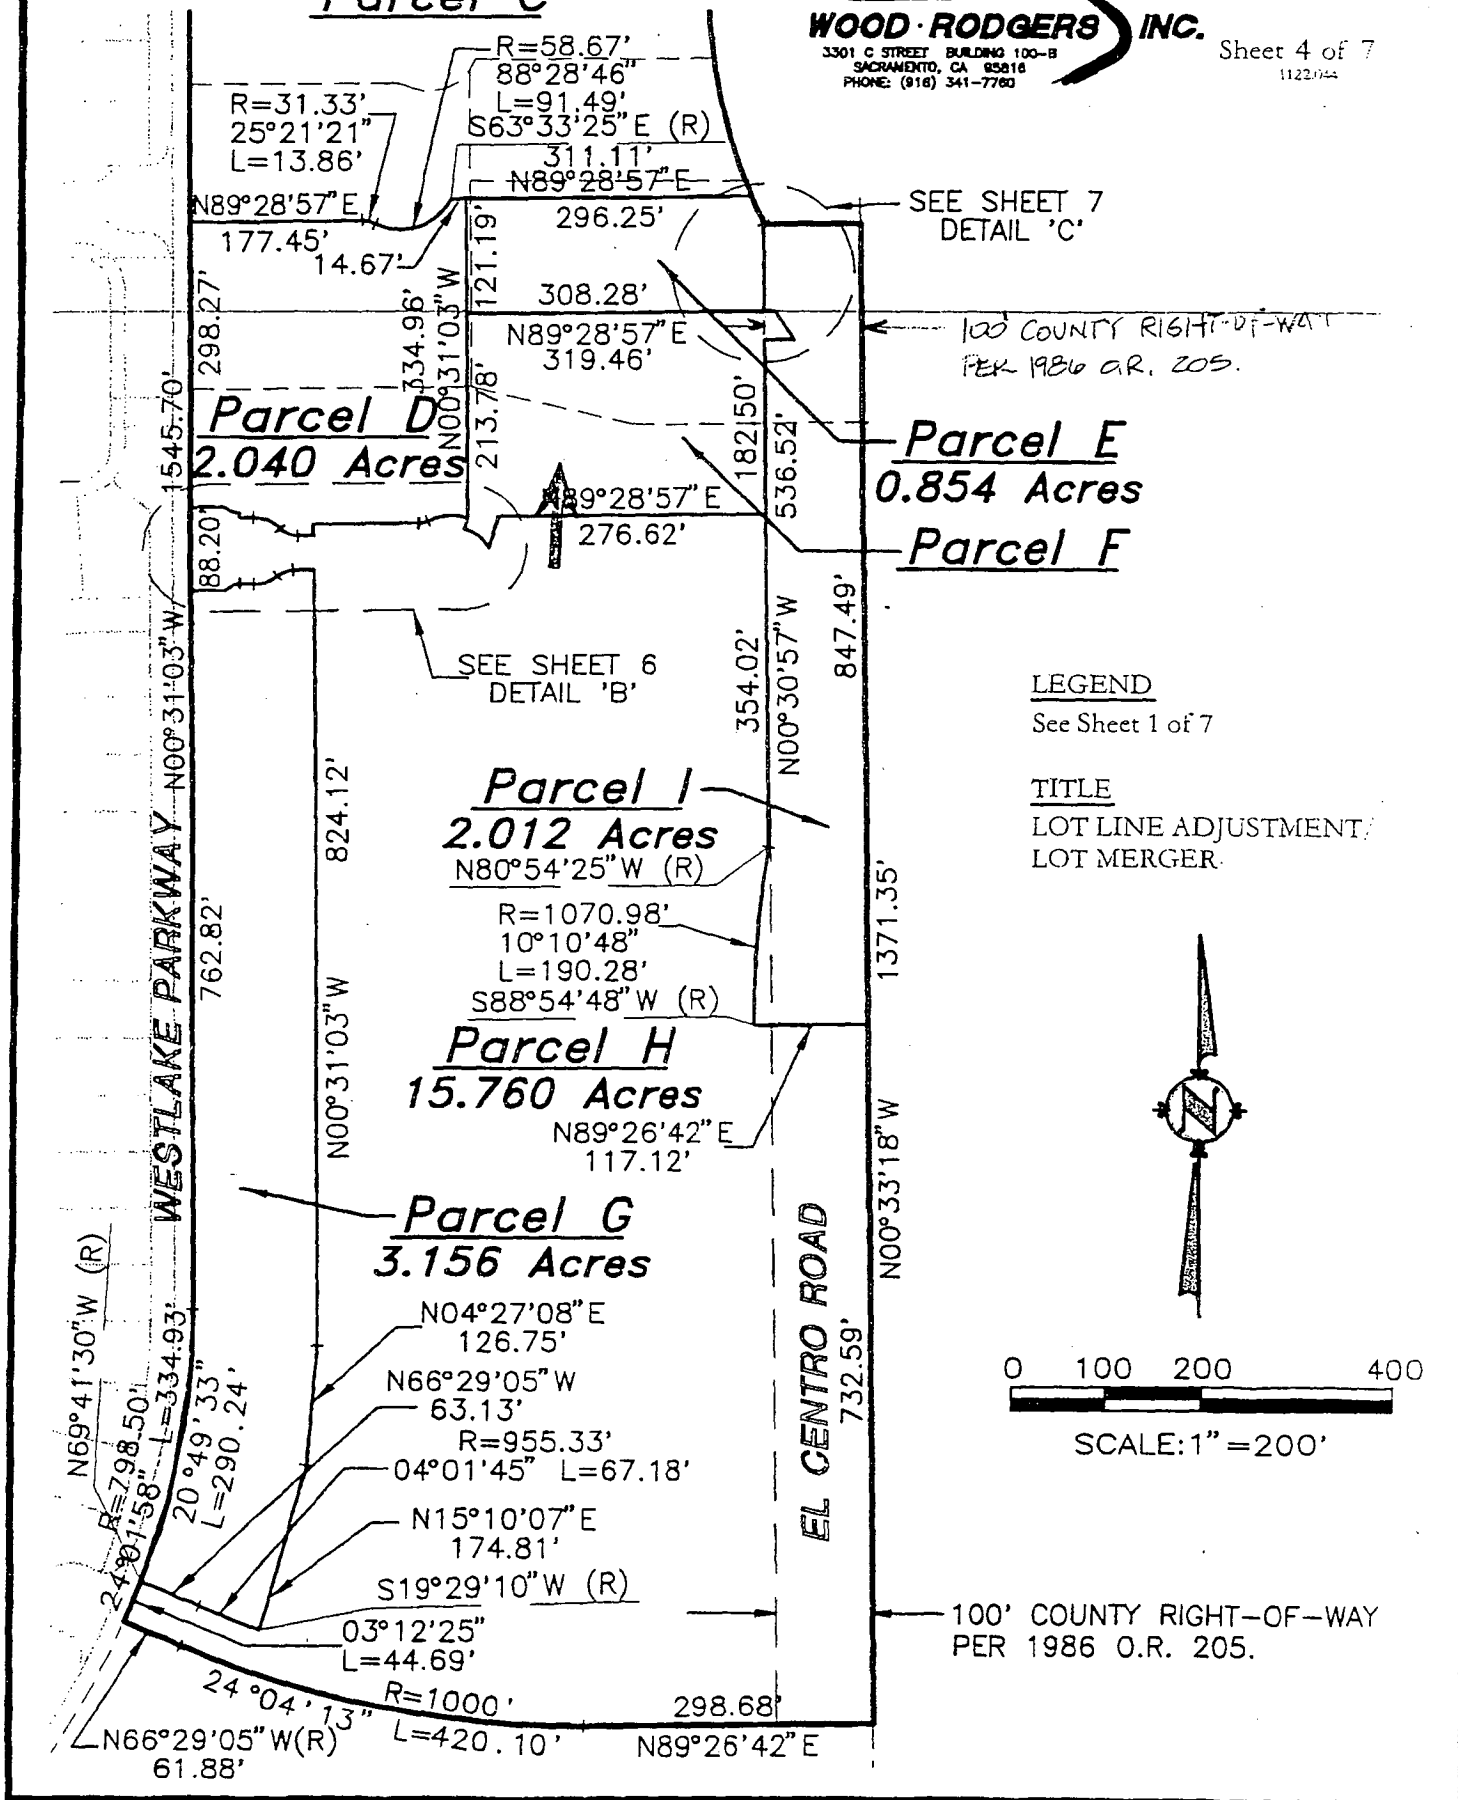 Parcel C
WOOD·RODGERS INC.
3301 C STREET BUILDING 100-B
SACRAMENTO, CA 95816
PHONE: (916) 341-7760
Sheet 4 of 7
R=58.67'
88°28'46"
L=91.49'
S63°33'25"E (R)
311.11'
N89°28'57"E
296.25'
R=31.33'
25°21'21"
L=13.86'
N89°28'57"E
177.45'
14.67'
SEE SHEET 7
DETAIL 'C'
298.27'
334.96'
N00°31'03"W
121.19'
213.78'
308.28'
N89°28'57"E
319.46'
100' COUNTY RIGHT-OF-WAY
PER 1986 O.R. 205.
1545.70'
Parcel D
2.040 Acres
182.50'
536.52'
Parcel E
0.854 Acres
N89°28'57"E
276.62'
Parcel F
88.20'
N00°31'03"W
SEE SHEET 6
DETAIL 'B'
354.02'
N00°30'57"W
847.49'
LEGEND
See Sheet 1 of 7
TITLE
LOT LINE ADJUSTMENT/
LOT MERGER
824.12'
Parcel I
2.012 Acres
N80°54'25"W (R)
R=1070.98'
10°10'48"
L=190.28'
S88°54'48"W (R)
WESTLAKE PARKWAY
762.82'
N00°31'03"W
1371.35'
Parcel H
15.760 Acres
N89°26'42"E
117.12'
N00°33'18"W
N
Parcel G
3.156 Acres
EL CENTRO ROAD
732.59'
N69°41'30"W (R)
L=334.93'
R=798.50'
24°01'58"
20°49'33"
L=290.24'
N04°27'08"E
126.75'
N66°29'05"W
63.13'
R=955.33'
04°01'45" L=67.18'
N15°10'07"E
174.81'
S19°29'10"W (R)
03°12'25"
L=44.69'
0 100 200 400
SCALE:1"=200'
100' COUNTY RIGHT-OF-WAY
PER 1986 O.R. 205.
24°04'13"
R=1000'
L=420.10'
298.68'
N89°26'42"E
N66°29'05"W(R)
61.88'